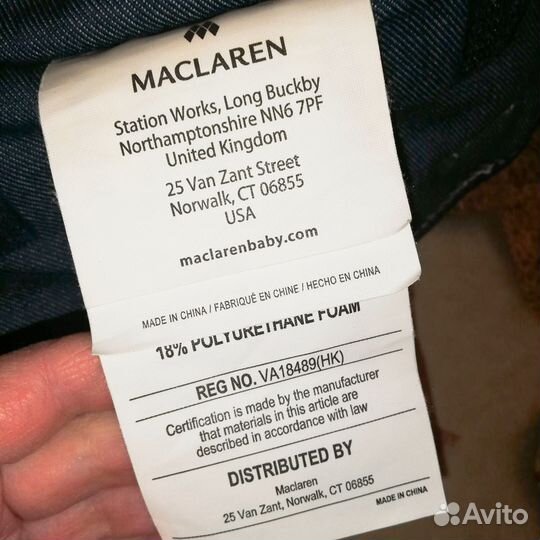 MACLAREN
Station Works, Long Buckby
Northamptonshire NN6 7PF
United Kingdom
25 Van Zant Street
Norwalk, CT 06855
USA
maclarenbaby.com
MADE IN CHINA / FABRIQUÉ EN CHINE / HECHO EN CHINA
18% POLYURETHANE FOAM
REG NO. VA18489(HK)
Certification is made by the manufacturer
that materials in this article are
described in accordance with law
DISTRIBUTED BY
Maclaren
25 Van Zant, Norwalk, CT 06855
MADE IN CHINA
Avito